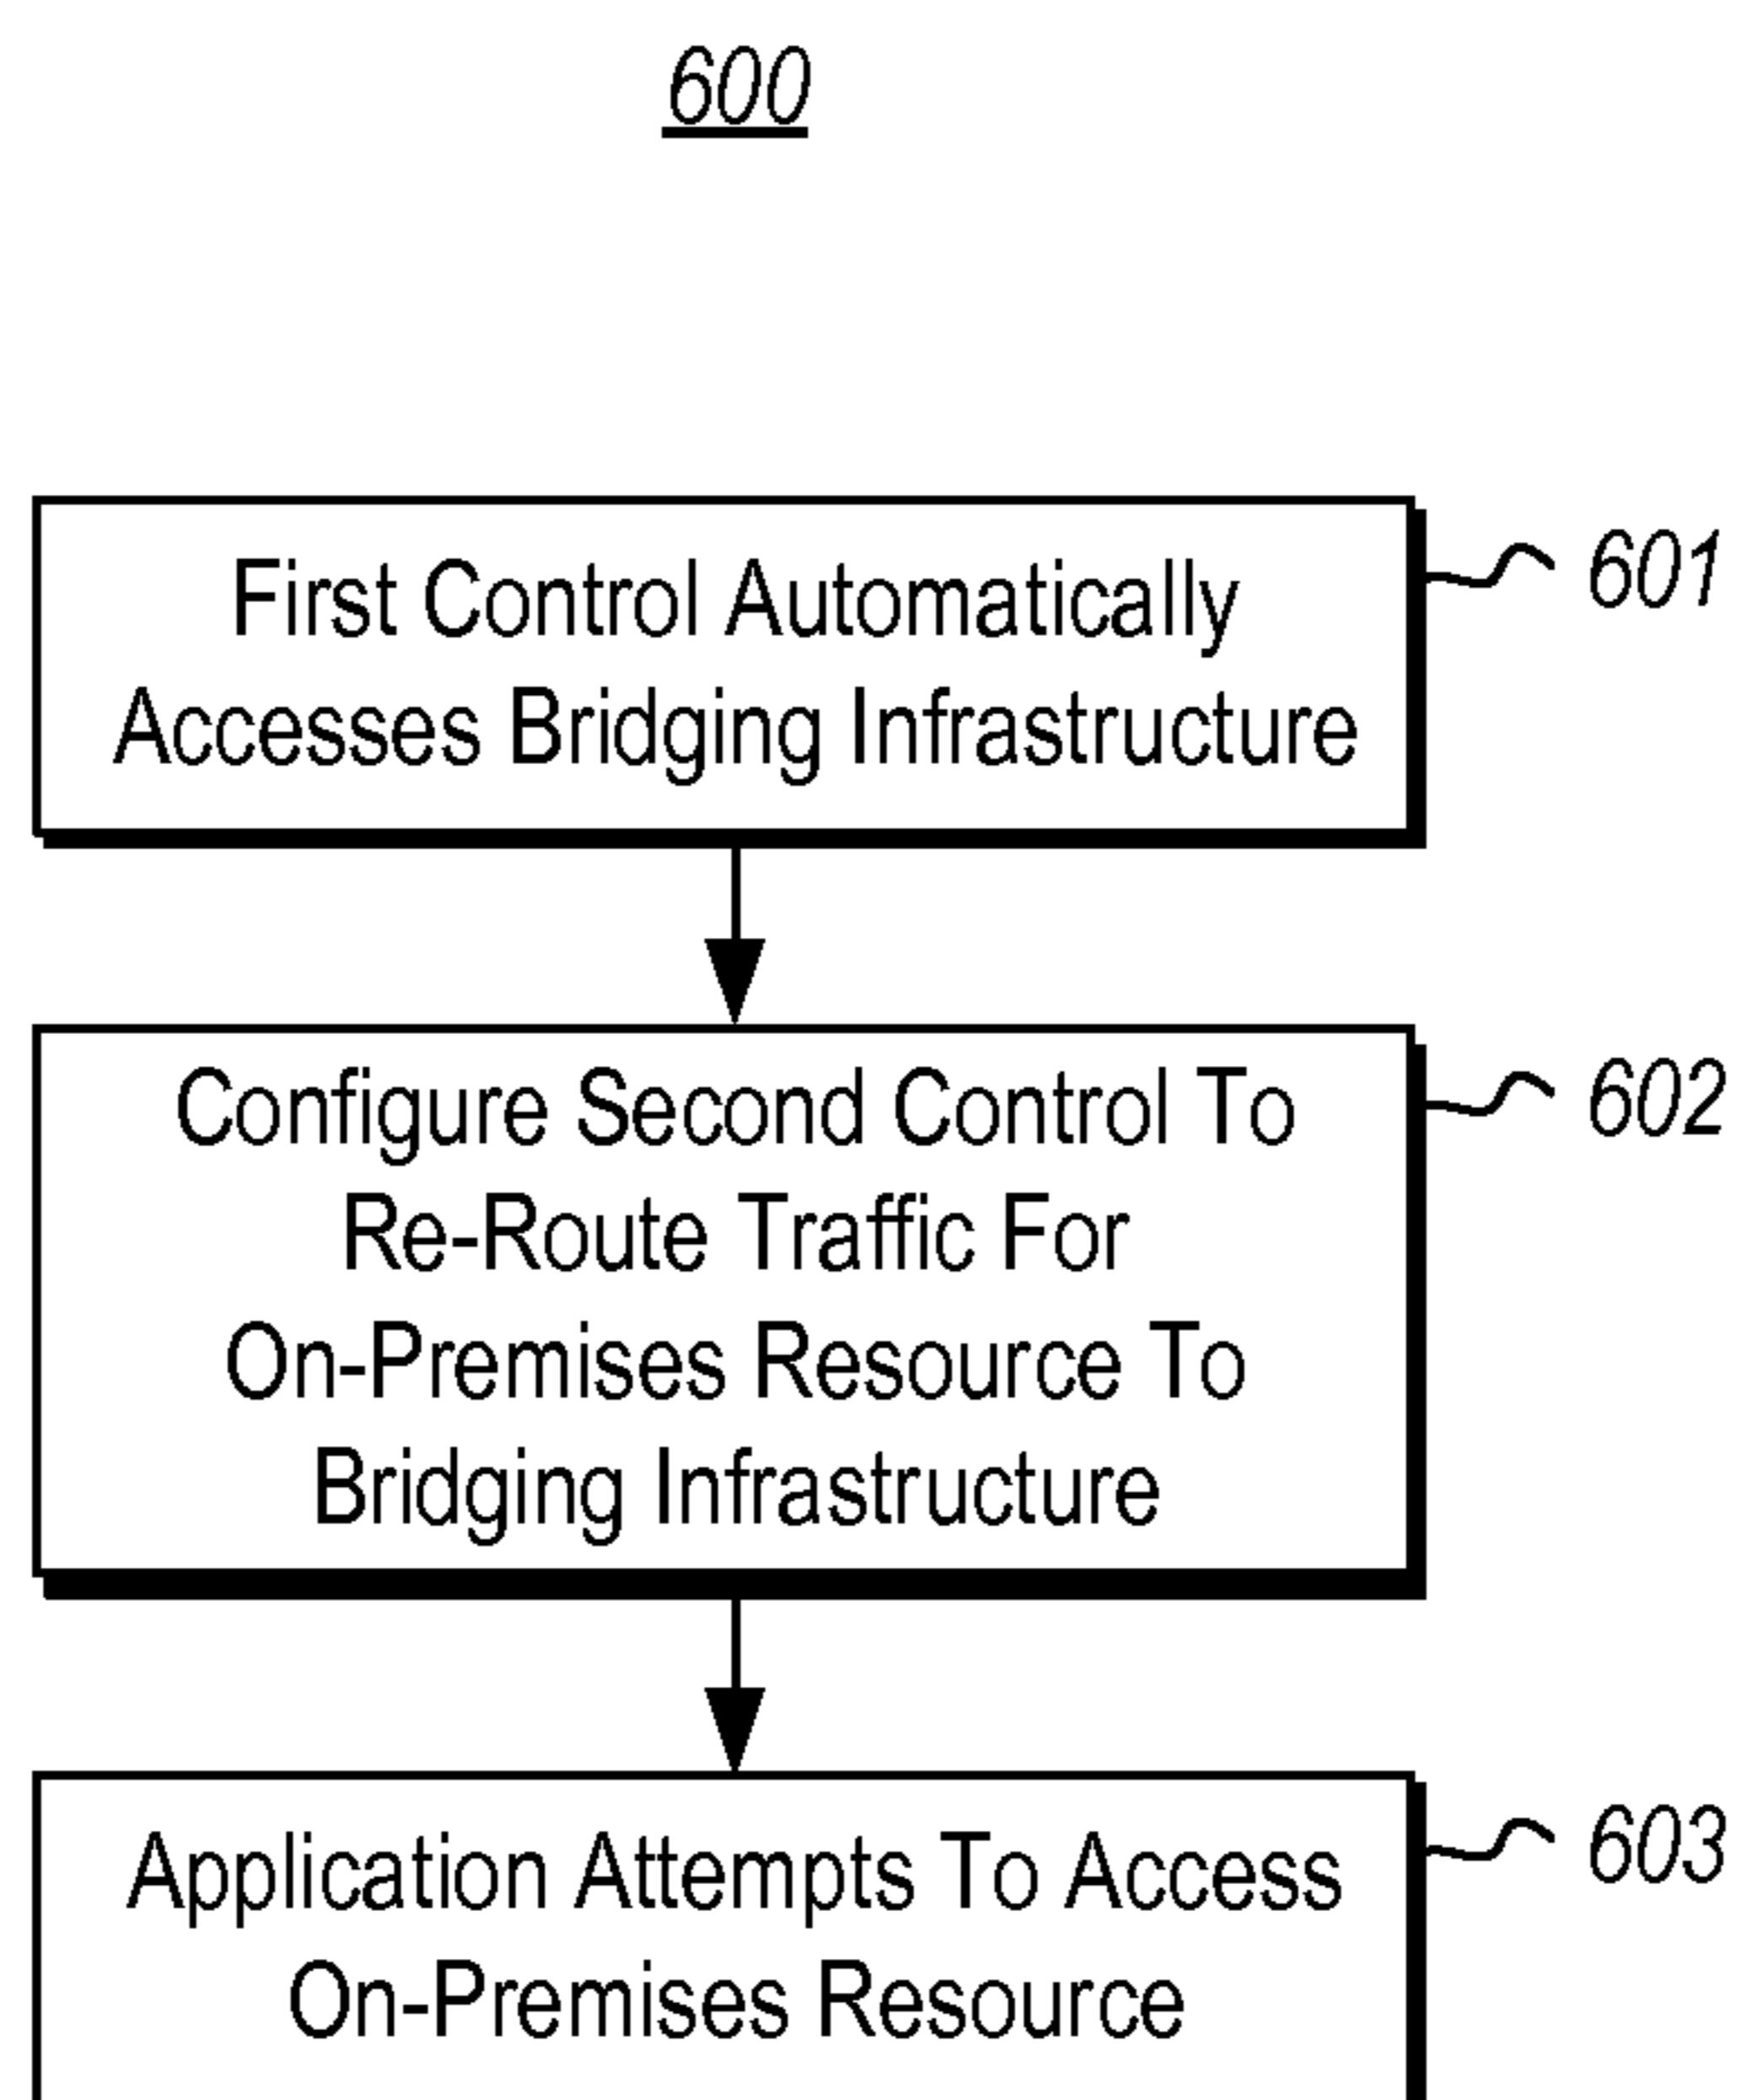 600
First Control Automatically
Accesses Bridging Infrastructure
601
Configure Second Control To
Re-Route Traffic For
On-Premises Resource To
Bridging Infrastructure
602
Application Attempts To Access
On-Premises Resource
603